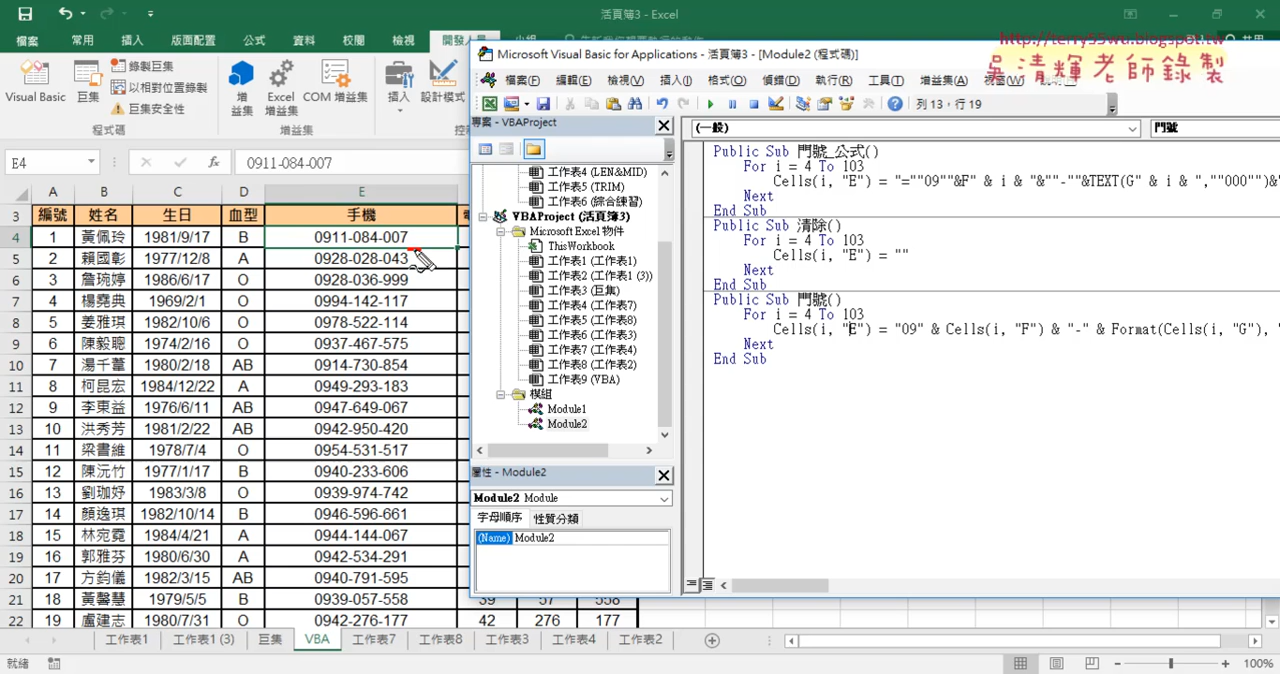 活頁簿3 - Excel
檔案 常用 插入 版面配置 公式 資料 校閱 檢視 開發人員
http://terry55wu.blogspot.tw
吳清輝老師錄製
Visual Basic
巨集
錄製巨集
以相對位置錄製
巨集安全性
程式碼
增益集
Excel 增益集
COM 增益集
增益集
插入
設計模式
E4
fx
0911-084-007
A B C D E
3 編號 姓名 生日 血型 手機
4 1 黃佩玲 1981/9/17 B 0911-084-007
5 2 賴國彰 1977/12/8 A 0928-028-043
6 3 詹琬婷 1986/6/17 O 0928-036-999
7 4 楊堯典 1969/2/1 O 0994-142-117
8 5 姜雅琪 1982/10/6 O 0978-522-114
9 6 陳毅聰 1974/2/16 O 0937-467-575
10 7 湯千葦 1980/2/18 AB 0914-730-854
11 8 柯昆宏 1984/12/22 A 0949-293-183
12 9 李東益 1976/6/11 AB 0947-649-067
13 10 洪秀芳 1981/2/22 AB 0942-950-420
14 11 梁書維 1978/7/4 O 0954-531-517
15 12 陳沅竹 1977/1/17 B 0940-233-606
16 13 劉珈妤 1983/3/8 O 0939-974-742
17 14 顏逸琪 1982/10/14 B 0946-596-661
18 15 林宛霓 1984/4/21 A 0944-144-067
19 16 郭雅芬 1980/6/30 A 0942-534-291
20 17 方鈞儀 1982/3/15 AB 0940-791-595
21 18 黃馨慧 1979/5/5 B 0939-057-558 39 57 558
22 19 盧建志 1980/7/31 O 0942-276-177 42 276 177
工作表1 工作表1 (3) 巨集 VBA 工作表7 工作表8 工作表3 工作表4 工作表2
就緒
100%
Microsoft Visual Basic for Applications - 活頁簿3 - [Module2 (程式碼)]
檔案(F) 編輯(E) 檢視(V) 插入(I) 格式(O) 偵錯(D) 執行(R) 工具(T) 增益集(A)
列 13，行 19
專案 - VBAProject
工作表4 (LEN&MID)
工作表5 (TRIM)
工作表6 (綜合練習)
VBAProject (活頁簿3)
Microsoft Excel 物件
ThisWorkbook
工作表1 (工作表1)
工作表2 (工作表1 (3))
工作表3 (巨集)
工作表4 (工作表7)
工作表5 (工作表8)
工作表6 (工作表3)
工作表7 (工作表4)
工作表8 (工作表2)
工作表9 (VBA)
模組
Module1
Module2
屬性 - Module2
Module2 Module
字母順序 性質分類
(Name) Module2
(一般)
門號
Public Sub 門號_公式()
For i = 4 To 103
Cells(i, "E") = "=""09""&F" & i & "&""-""&TEXT(G" & i & ",""000"")&"
Next
End Sub
Public Sub 清除()
For i = 4 To 103
Cells(i, "E") = ""
Next
End Sub
Public Sub 門號()
For i = 4 To 103
Cells(i, "E") = "09" & Cells(i, "F") & "-" & Format(Cells(i, "G"), "
Next
End Sub